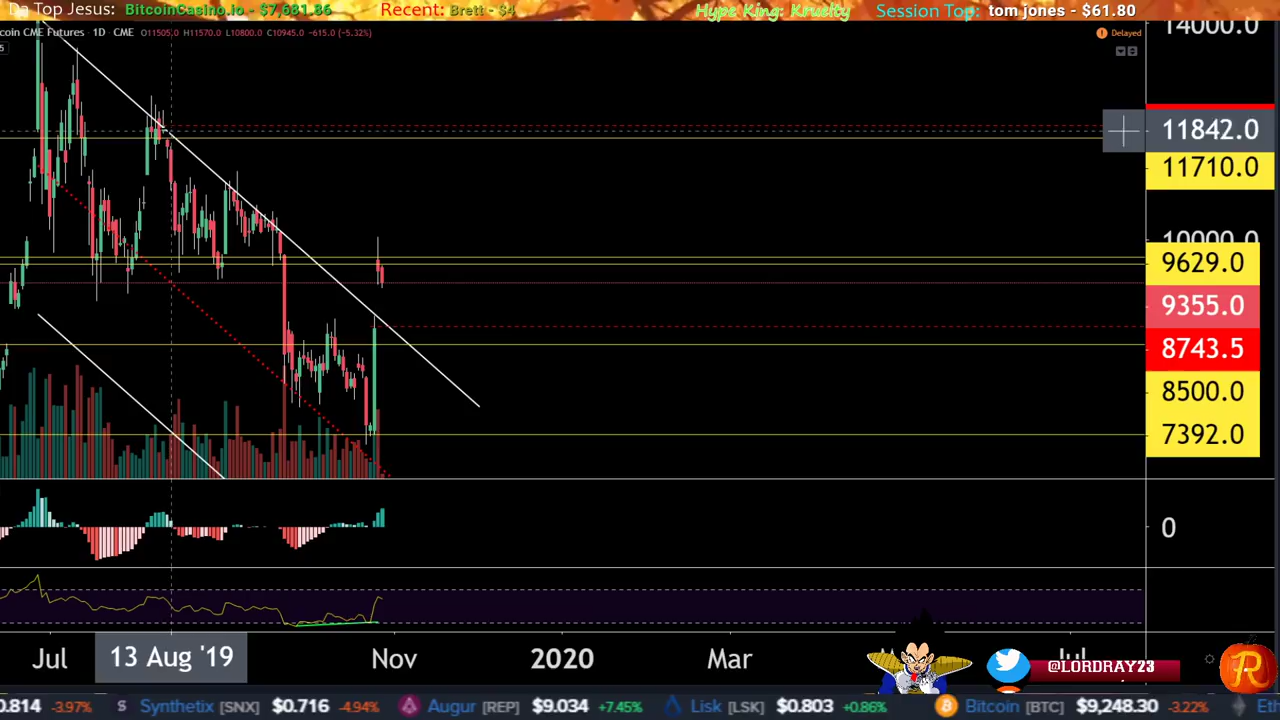 Da Top Jesus: BitcoinCasino.io - $7,681.86 Recent: Brett - $4 Hype King: Kruelty Session Top: tom jones - $61.80
coin CME Futures · 1D · CME O11505.0 H11570.0 L10800.0 C10945.0 -615.0 (-5.32%) Delayed
5
14000.0
11842.0
11710.0
10000.0
9629.0
9355.0
8743.5
8500.0
7392.0
0
Jul 13 Aug '19 Nov 2020 Mar Jul
@LORDRAY23
0.814 -3.97% Synthetix [SNX] $0.716 -4.94% Augur [REP] $9.034 +7.45% Lisk [LSK] $0.803 +0.86% Bitcoin [BTC] $9,248.30 -3.22% Eth